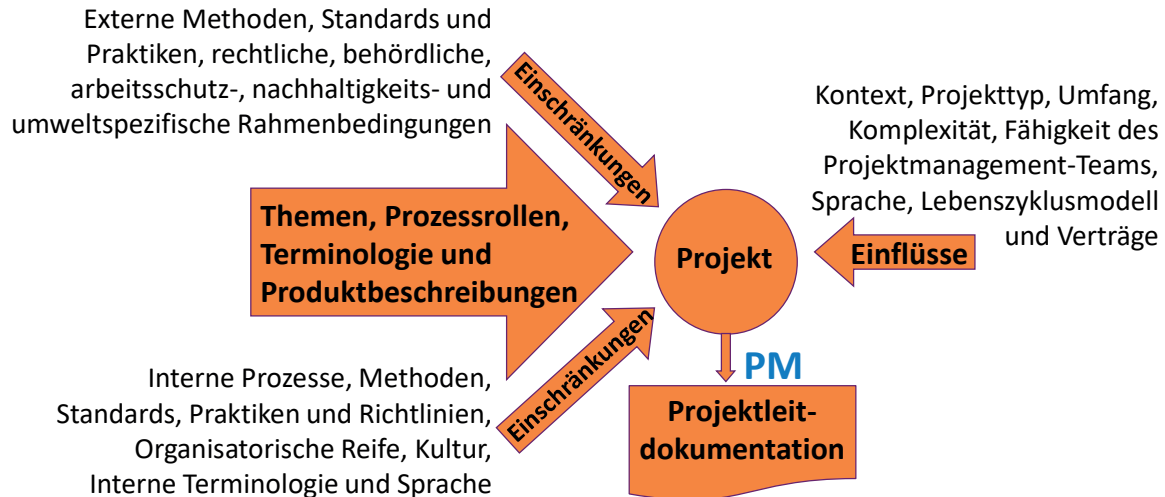 Externe Methoden, Standards und
Praktiken, rechtliche, behördliche,
arbeitsschutz-, nachhaltigkeits- und
umweltspezifische Rahmenbedingungen
Einschränkungen
Kontext, Projekttyp, Umfang,
Komplexität, Fähigkeit des
Projektmanagement-Teams,
Sprache, Lebenszyklusmodell
und Verträge
Themen, Prozessrollen,
Terminologie und
Produktbeschreibungen
Projekt
Einflüsse
Einschränkungen
Interne Prozesse, Methoden,
Standards, Praktiken und Richtlinien,
Organisatorische Reife, Kultur,
Interne Terminologie und Sprache
PM
Projektleit-
dokumentation